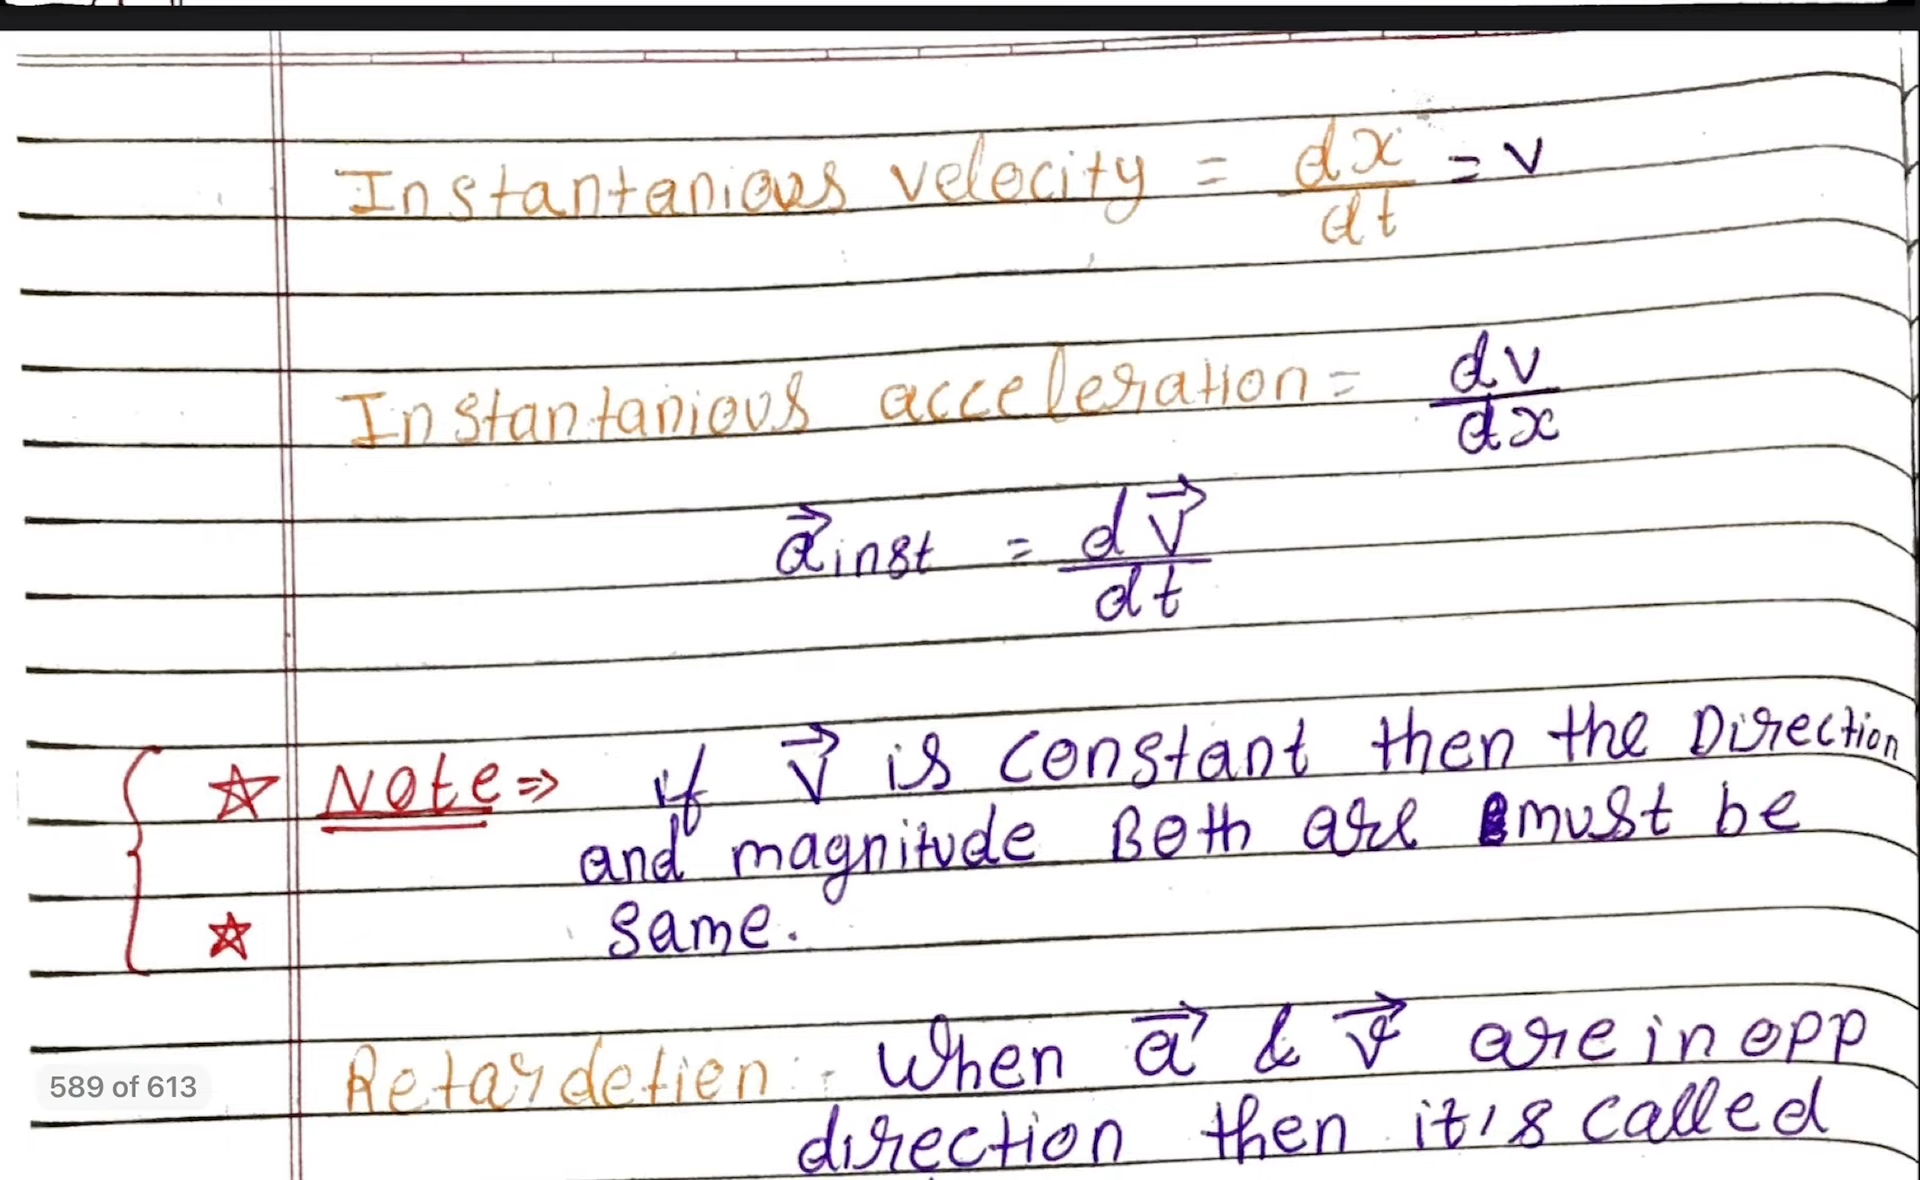 Instantanious velocity = dx/dt = v
Instantanious acceleration = dv/dx
a⃗inst = dv⃗/dt
Note ⇒ if v⃗ is constant then the Direction
and magnitude Both are must be
same.
Retardetion : When a⃗ & v⃗ are in opp
589 of 613
direction then it's called